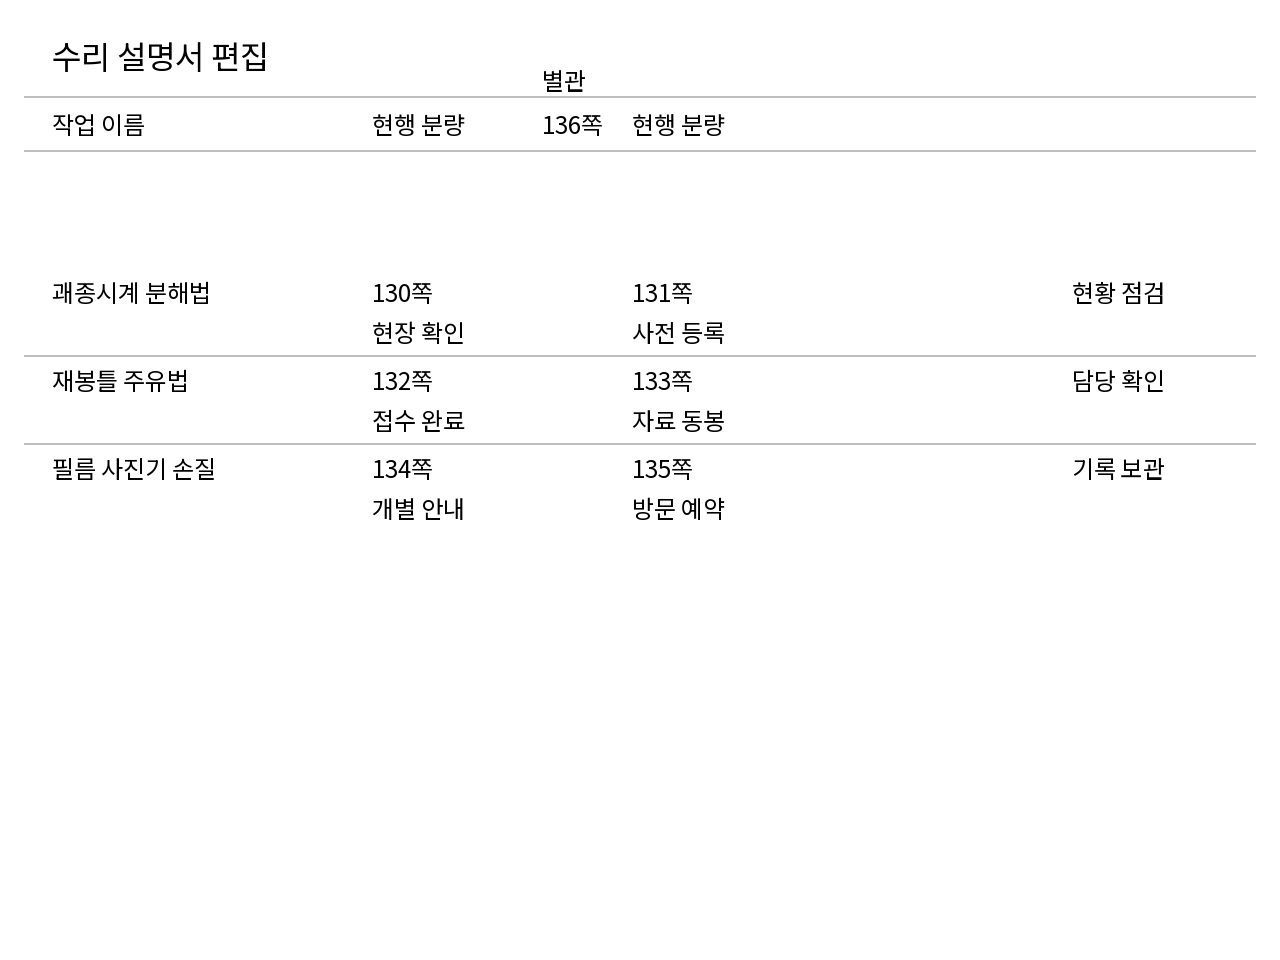 수리 설명서 편집
별관
작업 이름 현행 분량 136쪽 현행 분량
괘종시계 분해법 130쪽 131쪽 현황 점검
현장 확인 사전 등록
재봉틀 주유법 132쪽 133쪽 담당 확인
접수 완료 자료 동봉
필름 사진기 손질 134쪽 135쪽 기록 보관
개별 안내 방문 예약